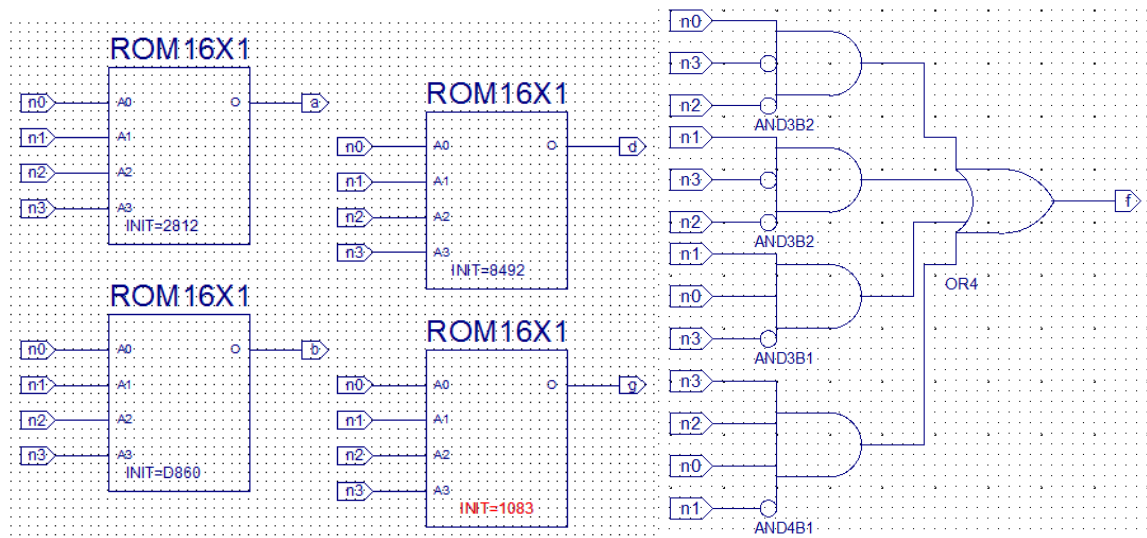 ROM16X1
n0
A0
O
a
n1
A1
n2
A2
n3
A3
INIT=2812
ROM16X1
n0
A0
O
d
n1
A1
n2
A2
n3
A3
INIT=8492
ROM16X1
n0
A0
O
b
n1
A1
n2
A2
n3
A3
INIT=D860
ROM16X1
n0
A0
O
g
n1
A1
n2
A2
n3
A3
INIT=1083
n0
n3
n2
AND3B2
n1
n3
n2
AND3B2
n1
n0
n3
AND3B1
n3
n2
n0
n1
AND4B1
OR4
f